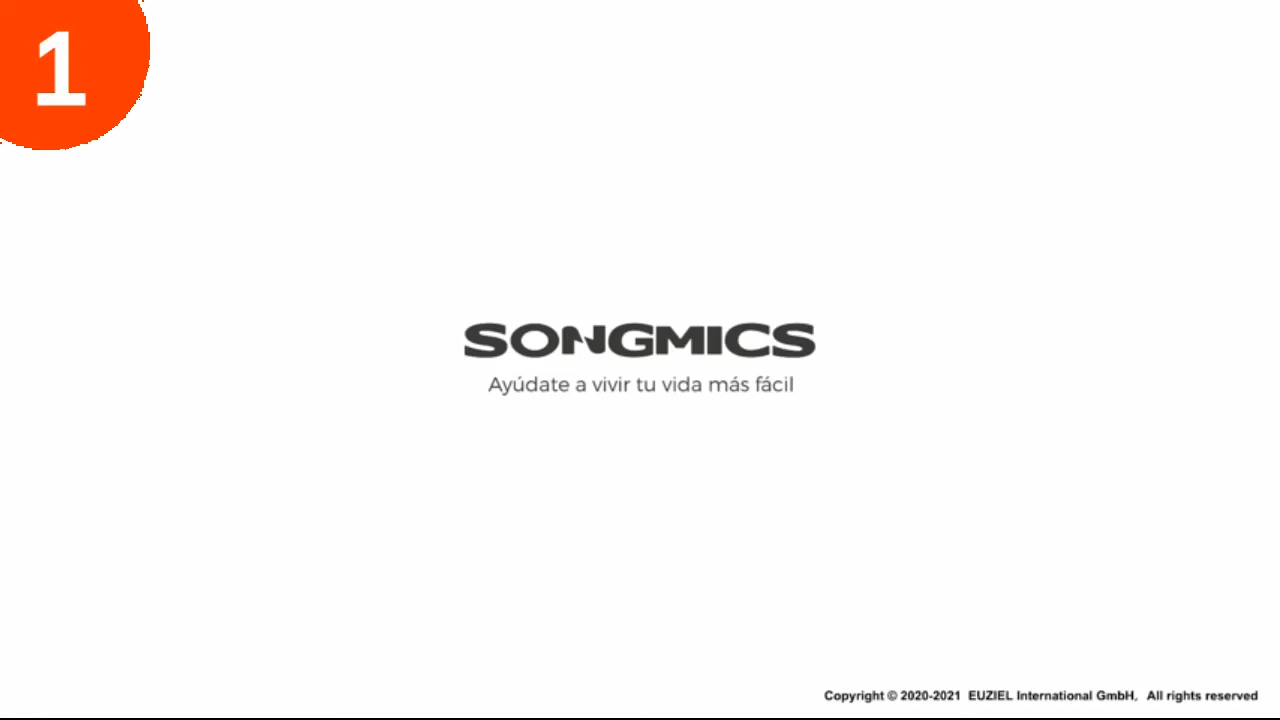 1
SONGMICS
Ayúdate a vivir tu vida más fácil
Copyright © 2020-2021 EUZIEL International GmbH, All rights reserved